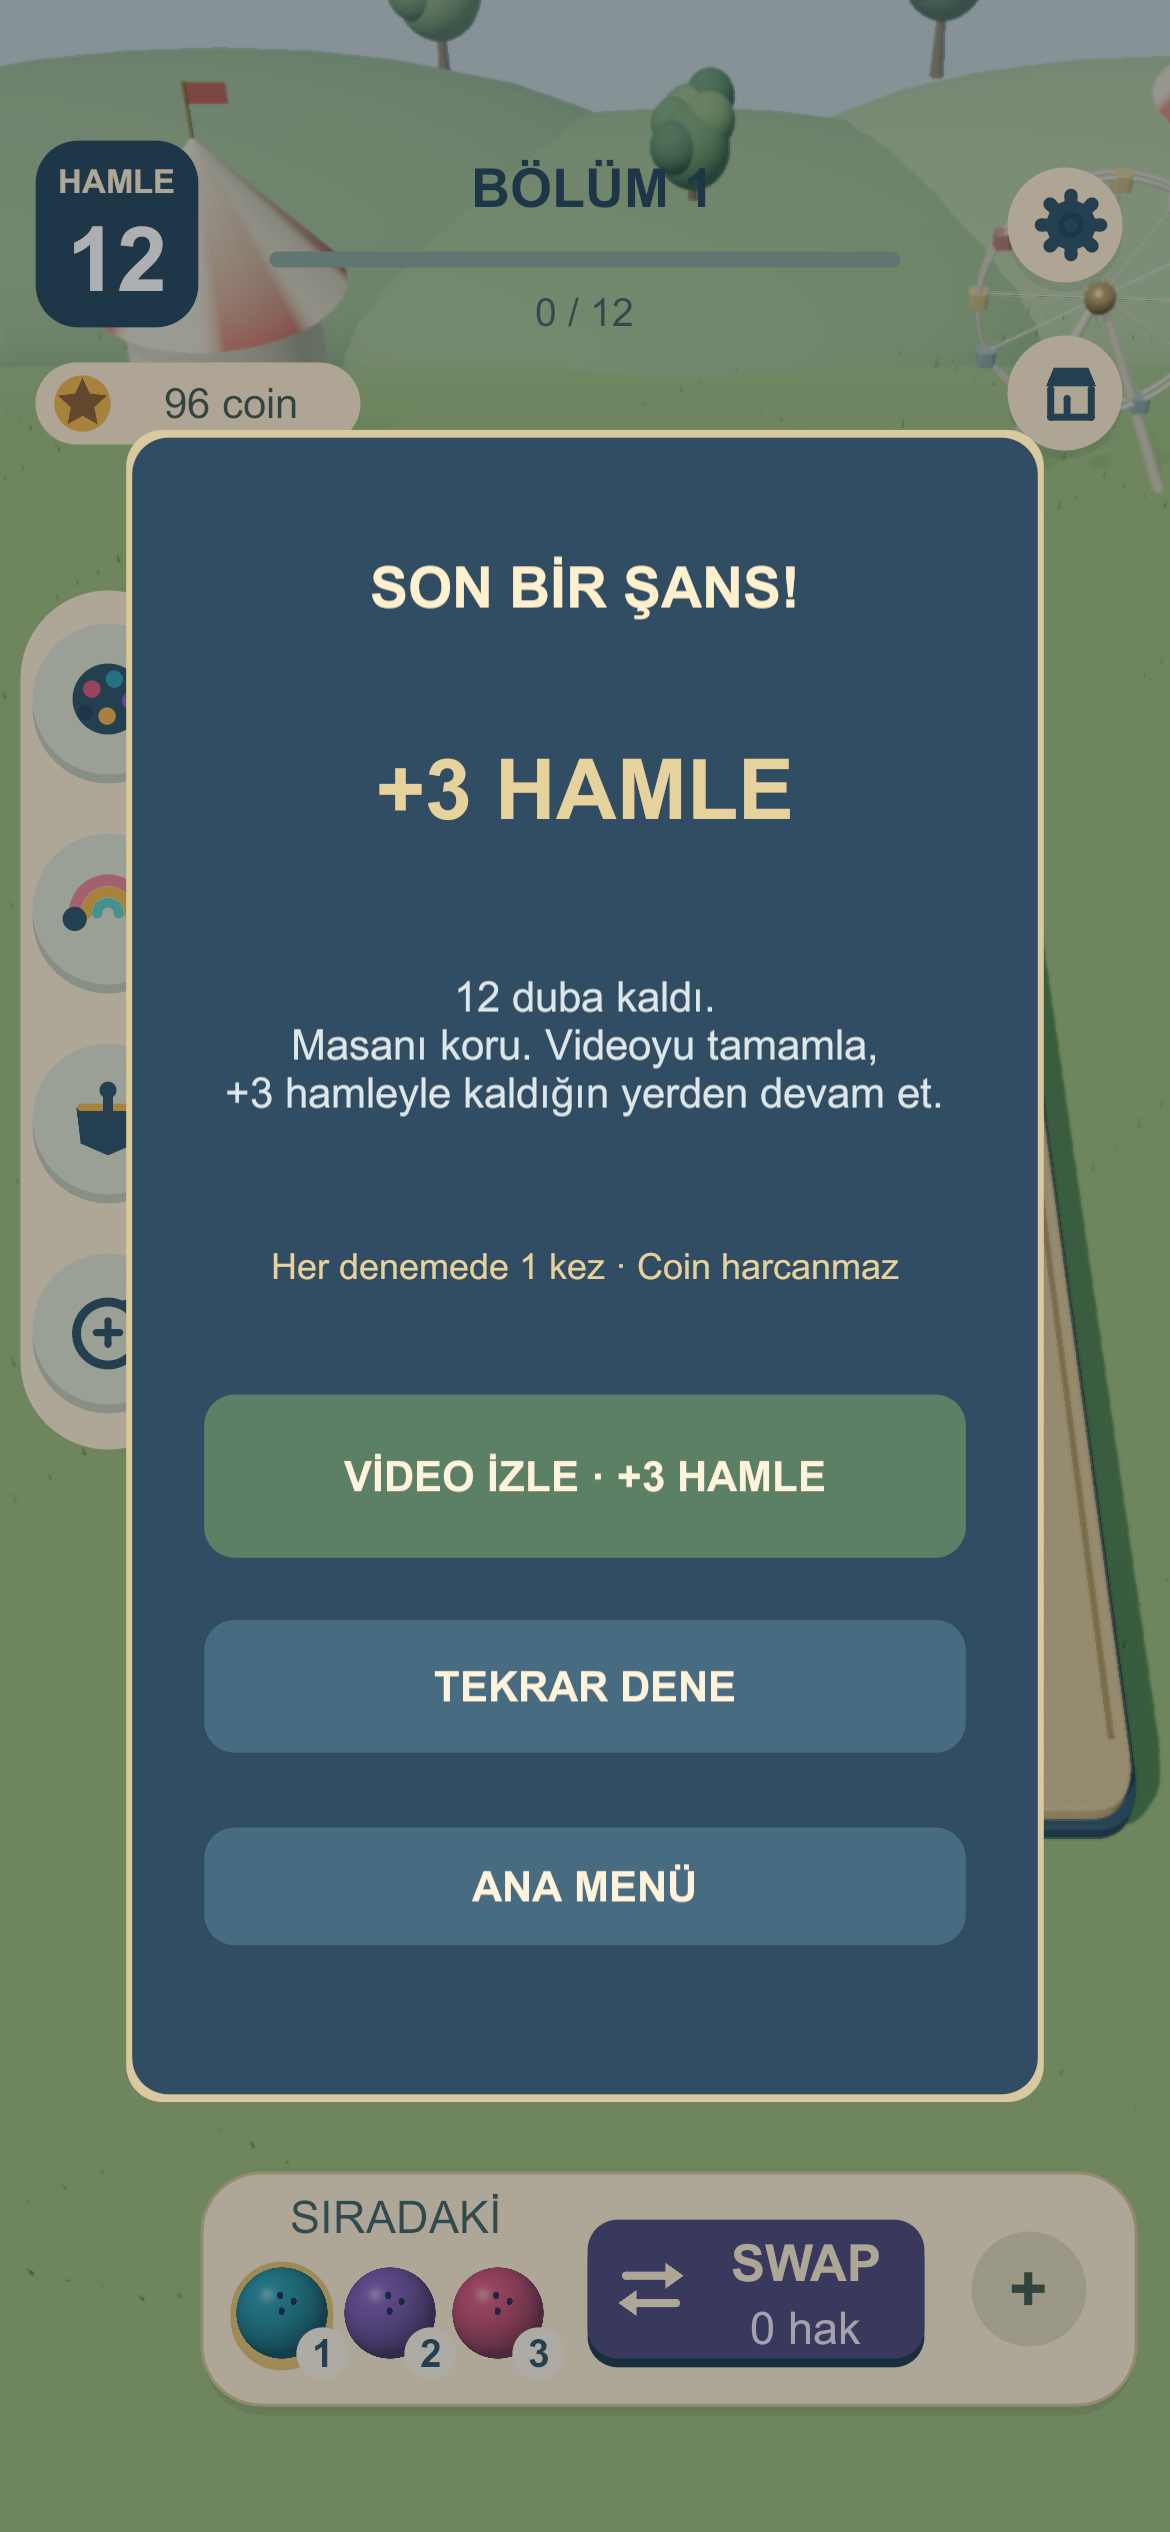 HAMLE
12
BÖLÜM 1
0 / 12
96 coin
SON BİR ŞANS!
+3 HAMLE
12 duba kaldı.
Masanı koru. Videoyu tamamla,
+3 hamleyle kaldığın yerden devam et.
Her denemede 1 kez · Coin harcanmaz
VİDEO İZLE · +3 HAMLE
TEKRAR DENE
ANA MENÜ
SIRADAKİ
1
2
3
SWAP
0 hak
+